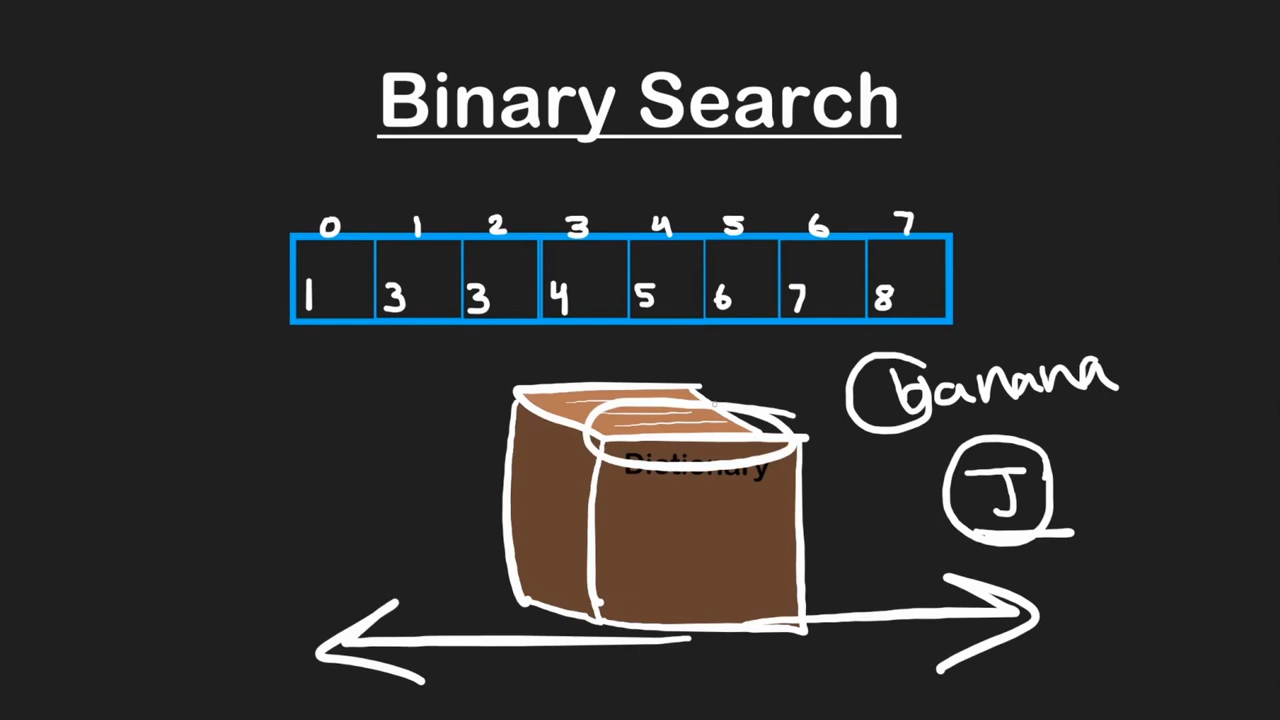 Binary Search
0 1 2 3 4 5 6 7
1 3 3 4 5 6 7 8
banana
Dictionary
J